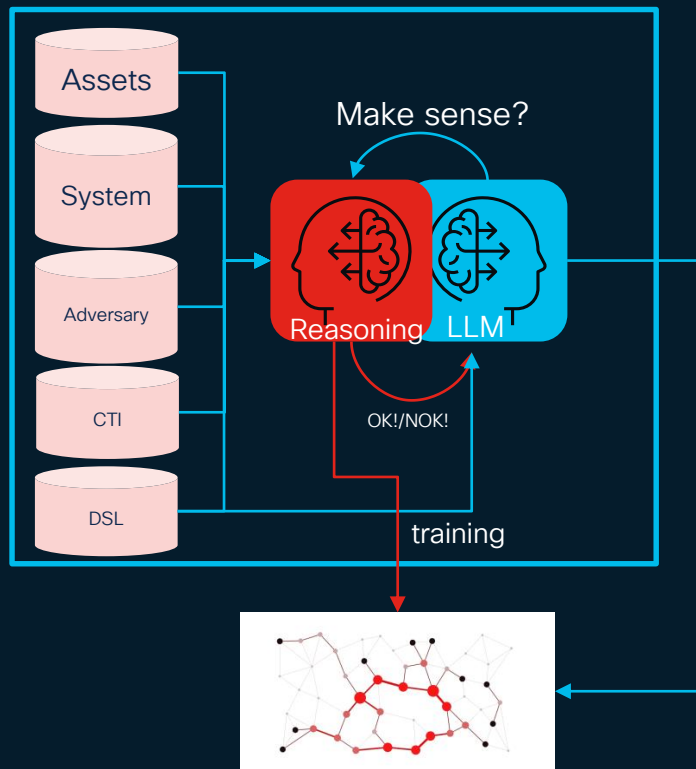 Assets
System
Adversary
CTI
DSL
Make sense?
Reasoning
LLM
OK!/NOK!
training